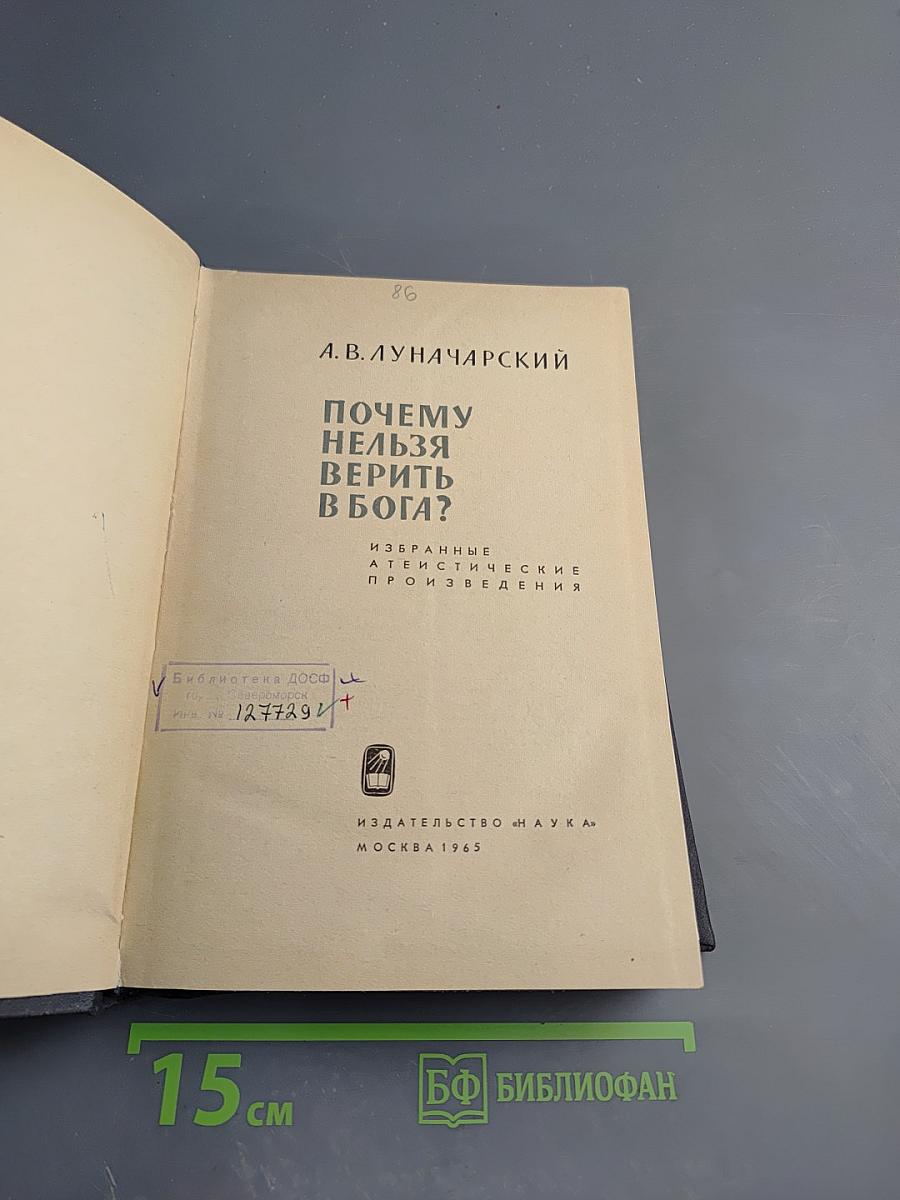 86
А. В. ЛУНАЧАРСКИЙ
ПОЧЕМУ
НЕЛЬЗЯ
ВЕРИТЬ
В БОГА?
ИЗБРАННЫЕ
АТЕИСТИЧЕСКИЕ
ПРОИЗВЕДЕНИЯ
Библиотека ДОСФ
Североморск
Инв. № 127729
ИЗДАТЕЛЬСТВО «НАУКА»
МОСКВА 1965
15 см
БФ БИБЛИОФАН